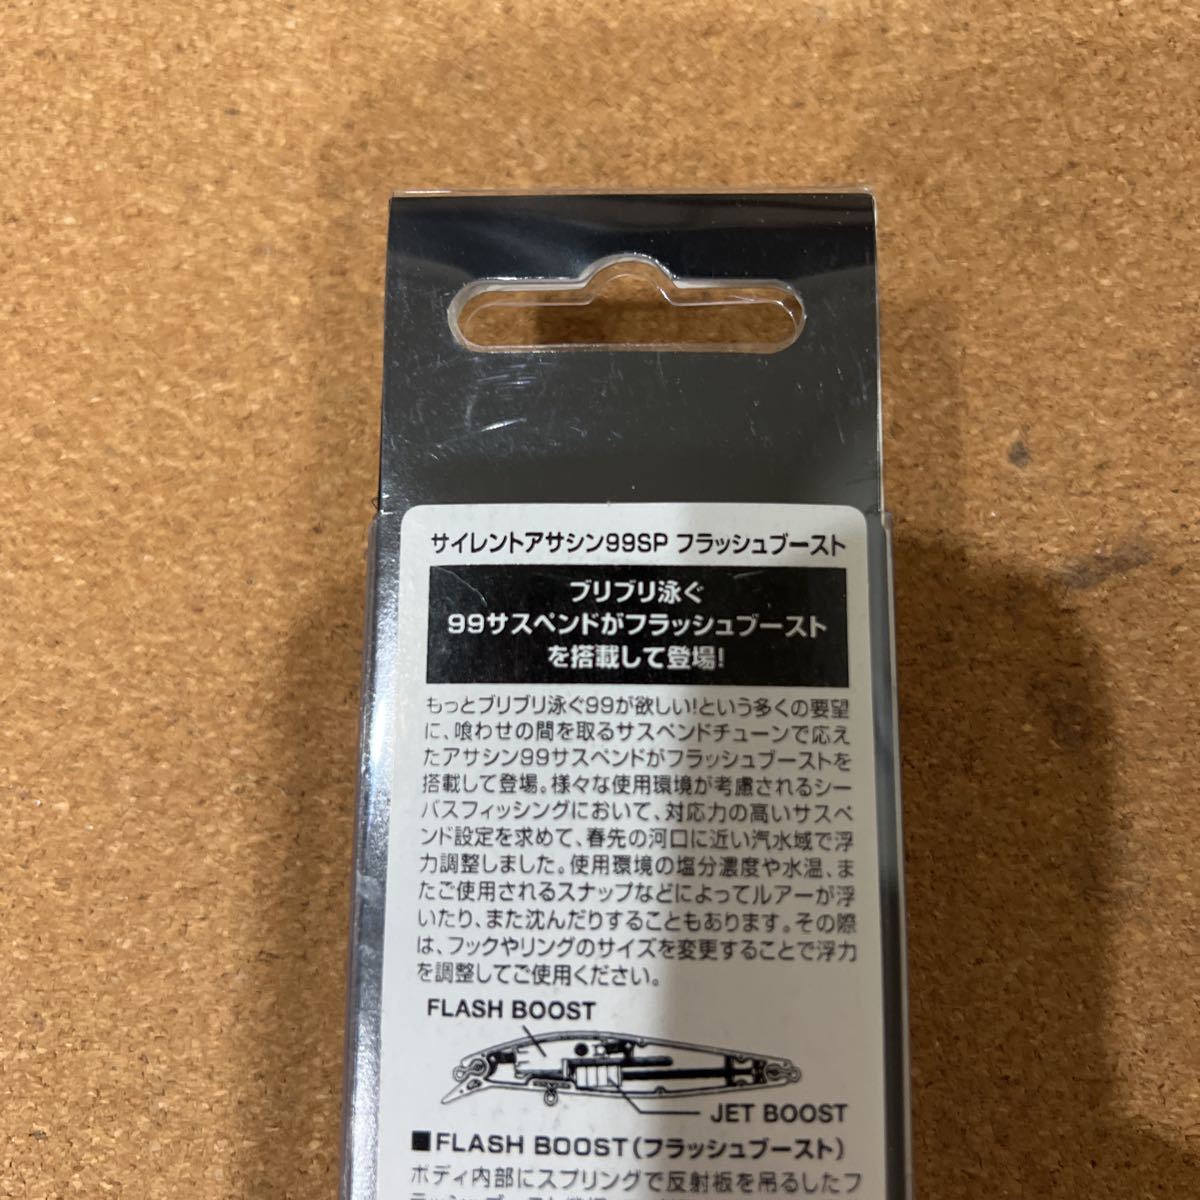 サイレントアサシン99SP フラッシュブースト
ブリブリ泳ぐ
99サスペンドがフラッシュブースト
を搭載して登場!
もっとブリブリ泳ぐ99が欲しい!という多くの要望
に、喰わせの間を取るサスペンドチューンで応え
たアサシン99サスペンドがフラッシュブーストを
搭載して登場。様々な使用環境が考慮されるシー
バスフィッシングにおいて、対応力の高いサスペ
ンド設定を求めて、春先の河口に近い汽水域で浮
力調整しました。使用環境の塩分濃度や水温、ま
たご使用されるスナップなどによってルアーが浮
いたり、また沈んだりすることもあります。その際
は、フックやリングのサイズを変更することで浮力
を調整してご使用ください。
FLASH BOOST
JET BOOST
■FLASH BOOST(フラッシュブースト)
ボディ内部にスプリングで反射板を吊るしたフ